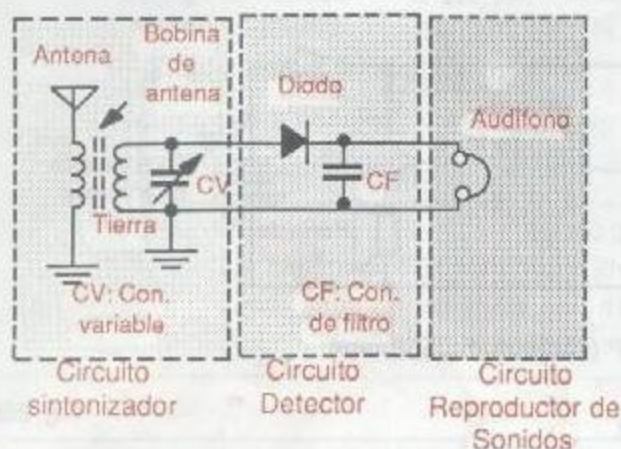 Antena
Bobina
de
antena
Diodo
Audífono
CV
CF
Tierra
CV: Con.
variable
CF: Con.
de filtro
Circuito
sintonizador
Circuito
Detector
Circuito
Reproductor de
Sonidos